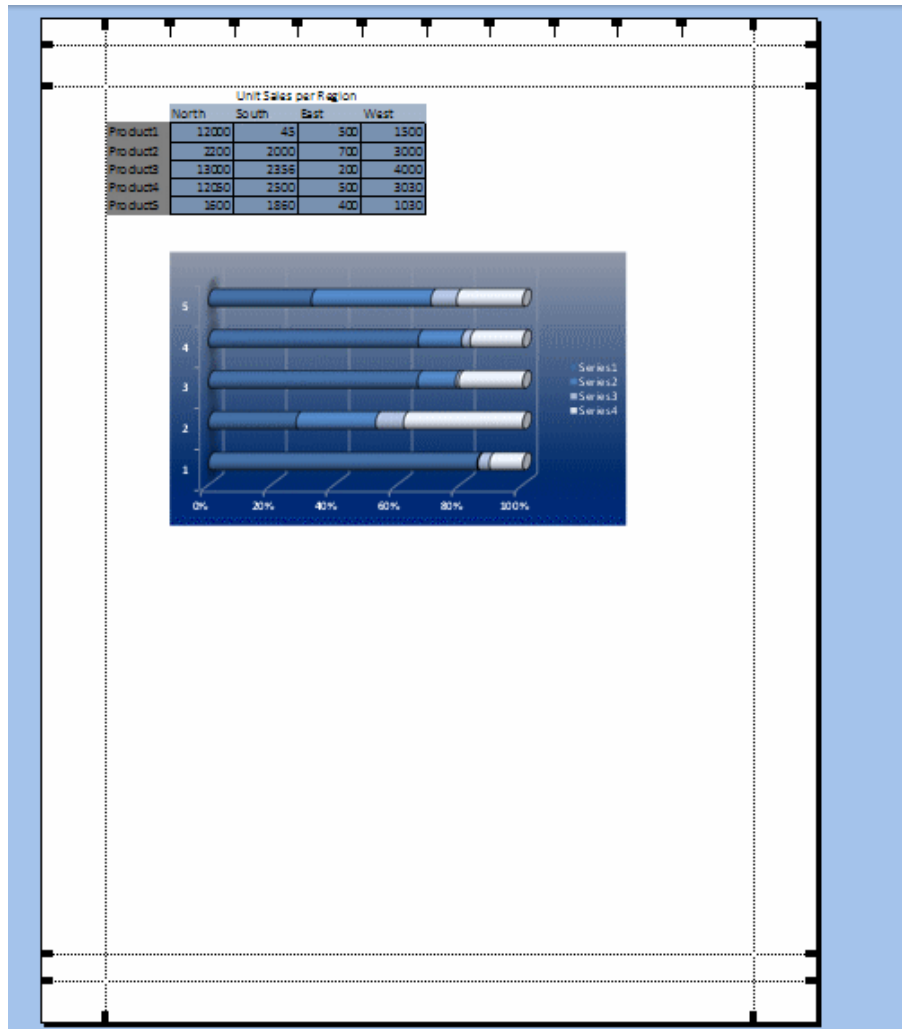 Unit Sales per Region
North South East West
Product1 12000 45 500 1500
Product2 2200 2000 700 3000
Product3 13000 2356 200 4000
Product4 12050 2500 500 3030
Product5 1600 1860 400 1030
5
4
3
2
1
Series1
Series2
Series3
Series4
0% 20% 40% 60% 80% 100%